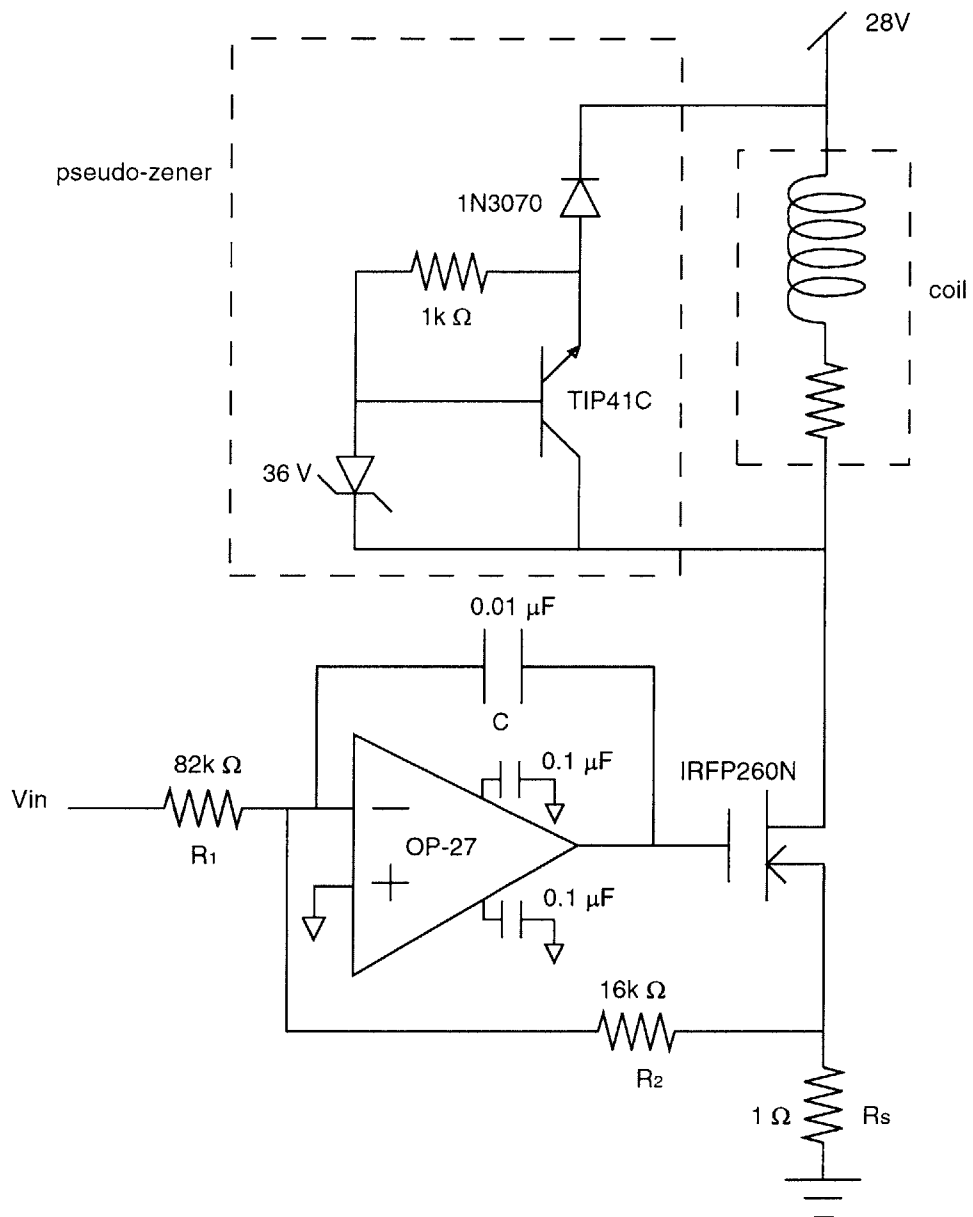 28V
pseudo-zener
1N3070
1k Ω
coil
TIP41C
36 V
0.01 µF
C
82k Ω
0.1 µF
IRFP260N
Vin
R1
−
OP-27
+
0.1 µF
16k Ω
R2
1 Ω
Rs